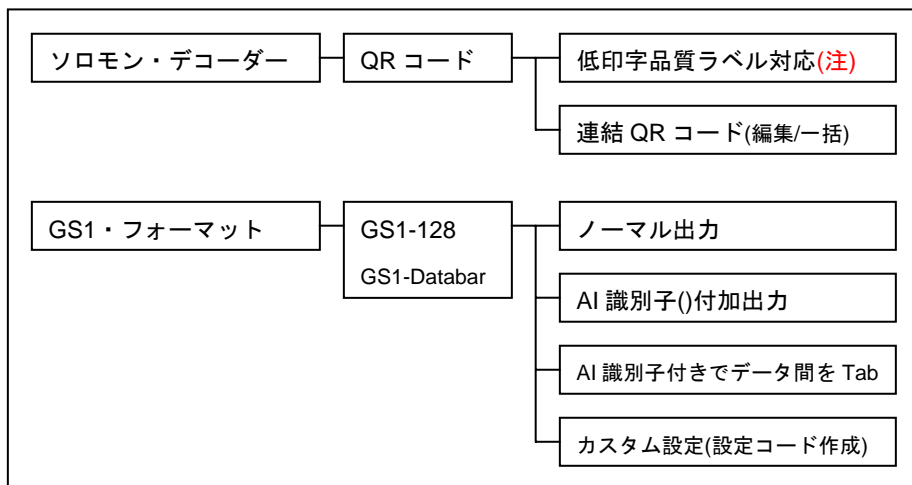 ソロモン・デコーダー
QR コード
低印字品質ラベル対応(注)
連結 QR コード(編集/一括)
GS1・フォーマット
GS1-128
GS1-Databar
ノーマル出力
AI 識別子()付加出力
AI 識別子付きでデータ間を Tab
カスタム設定(設定コード作成)